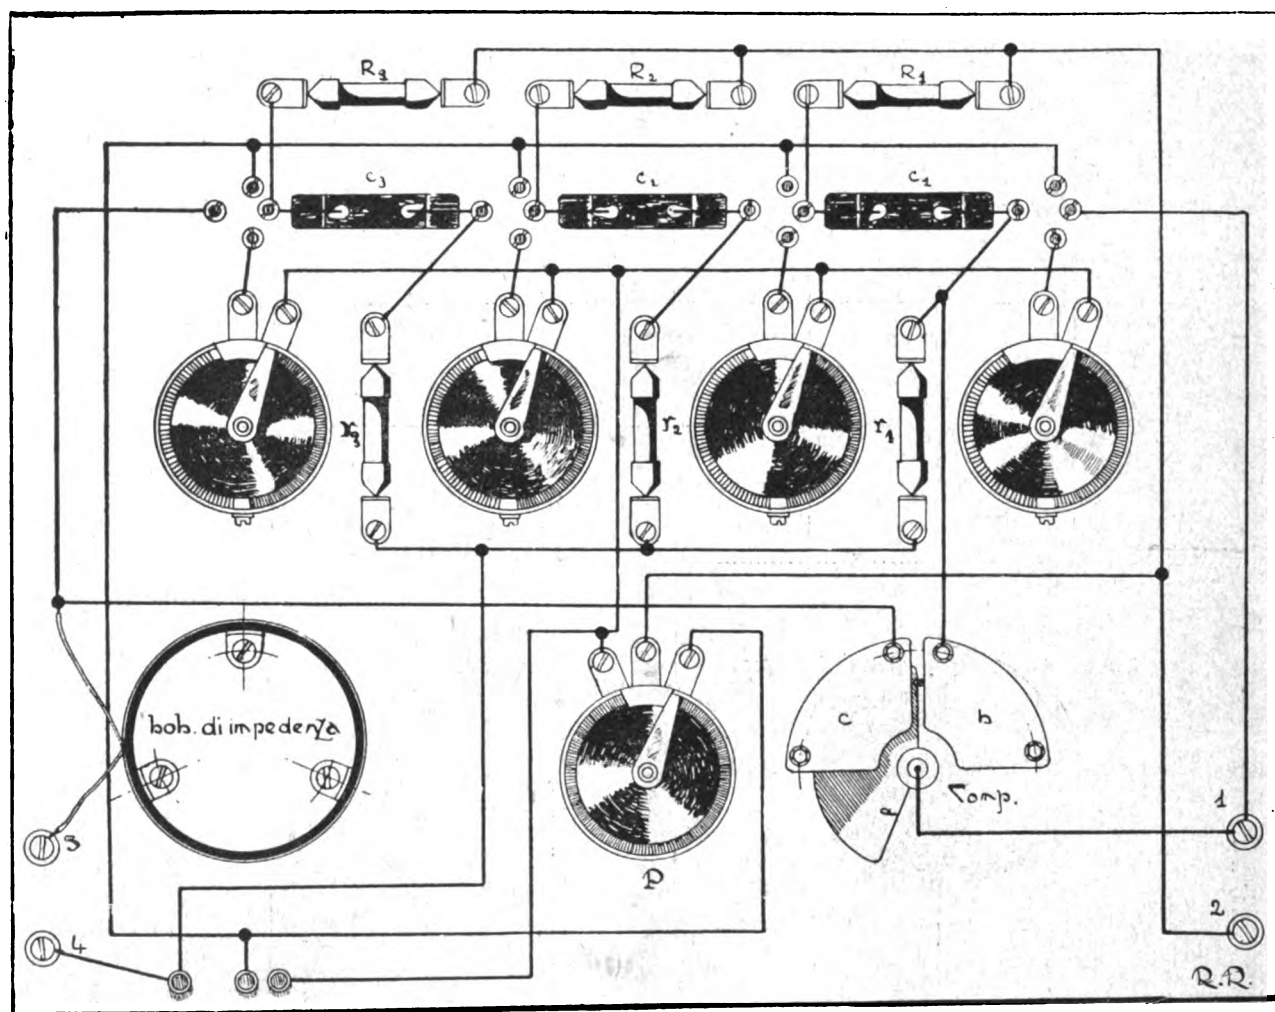 R3 R2 R1
c3 c2 c1
r3 r2 r1
bob. di impedenza
c b
a Comp.
3 1
P
4 2
R.R.